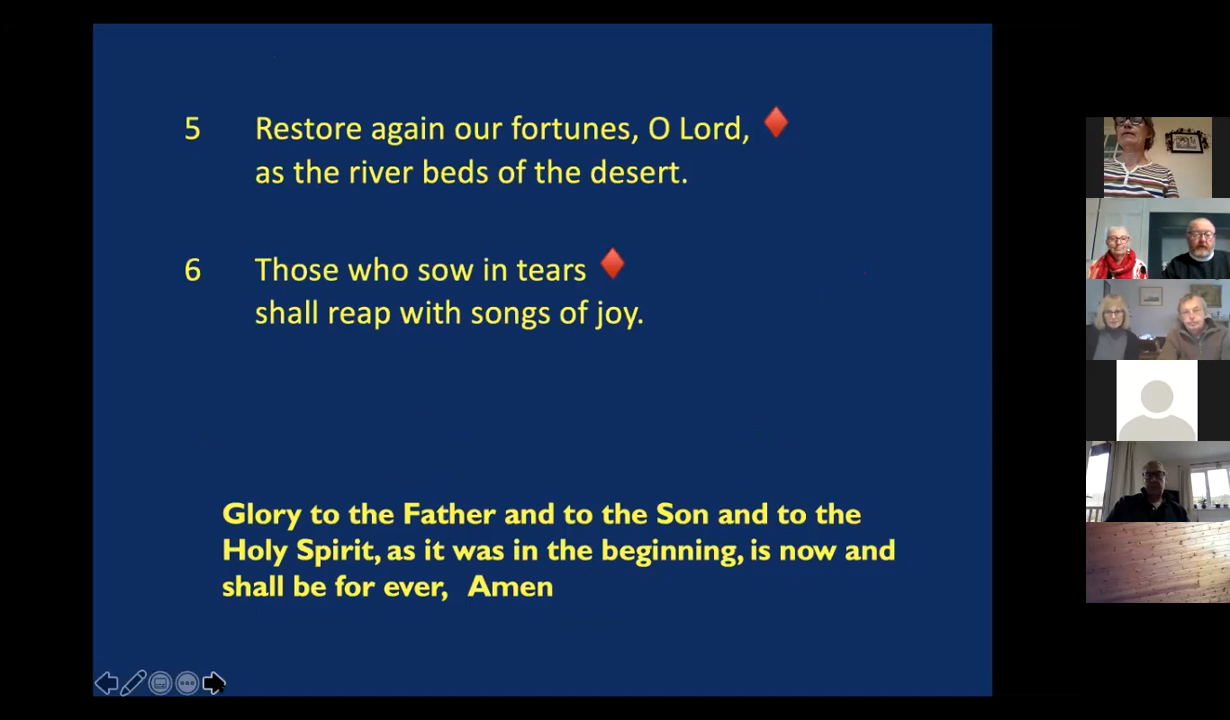 5 Restore again our fortunes, O Lord, ♦
as the river beds of the desert.
6 Those who sow in tears ♦
shall reap with songs of joy.
Glory to the Father and to the Son and to the
Holy Spirit, as it was in the beginning, is now and
shall be for ever, Amen